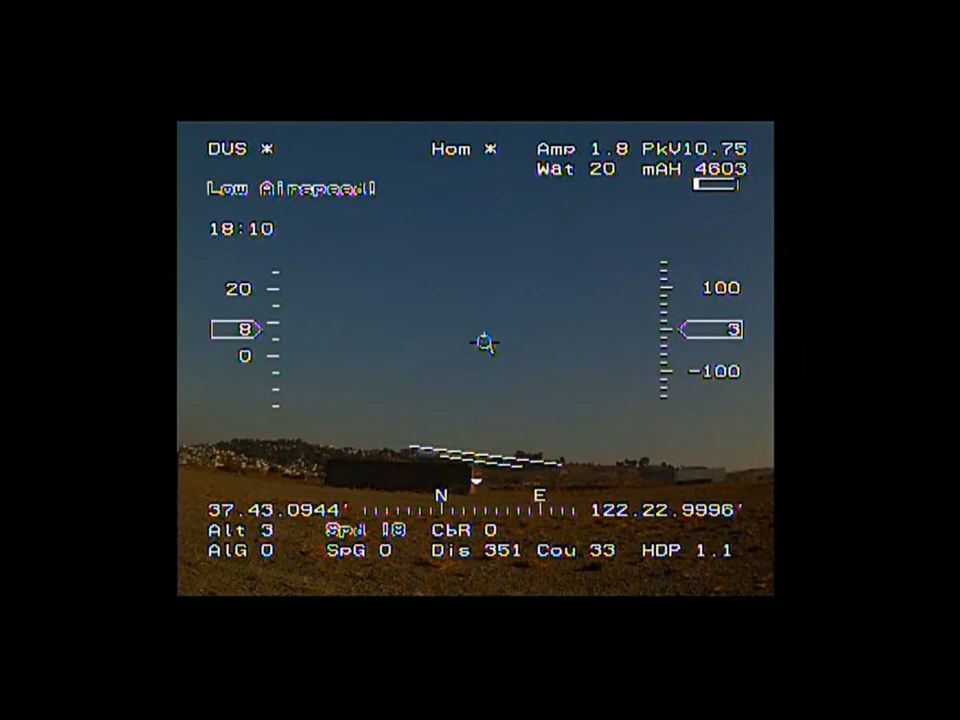 DUS * Hom * Amp 1.8 PkV10.75
Wat 20 mAH 4603
Low Airspeed!
18:10
20 100
8 3
0 -100
N E
37.43.0944' 122.22.9996'
Alt 3 Spd !8 CbR 0
AlG 0 SpG 0 Dis 351 Cou 33 HDP 1.1